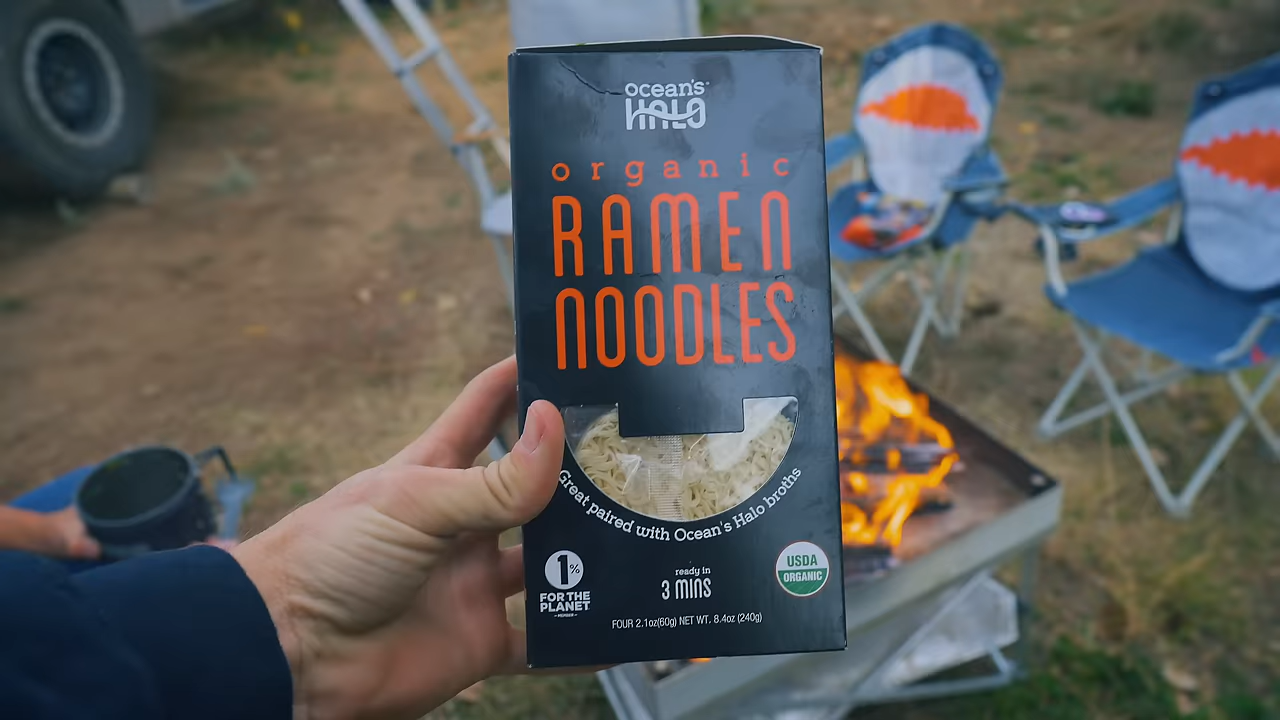 ocean's
HALO
organic
RAMEN
NOODLES
Great paired with Ocean's Halo broths
1%
FOR THE
PLANET
MEMBER
ready in
3 MINS
USDA
ORGANIC
FOUR 2.1oz(60g) NET WT. 8.4oz (240g)